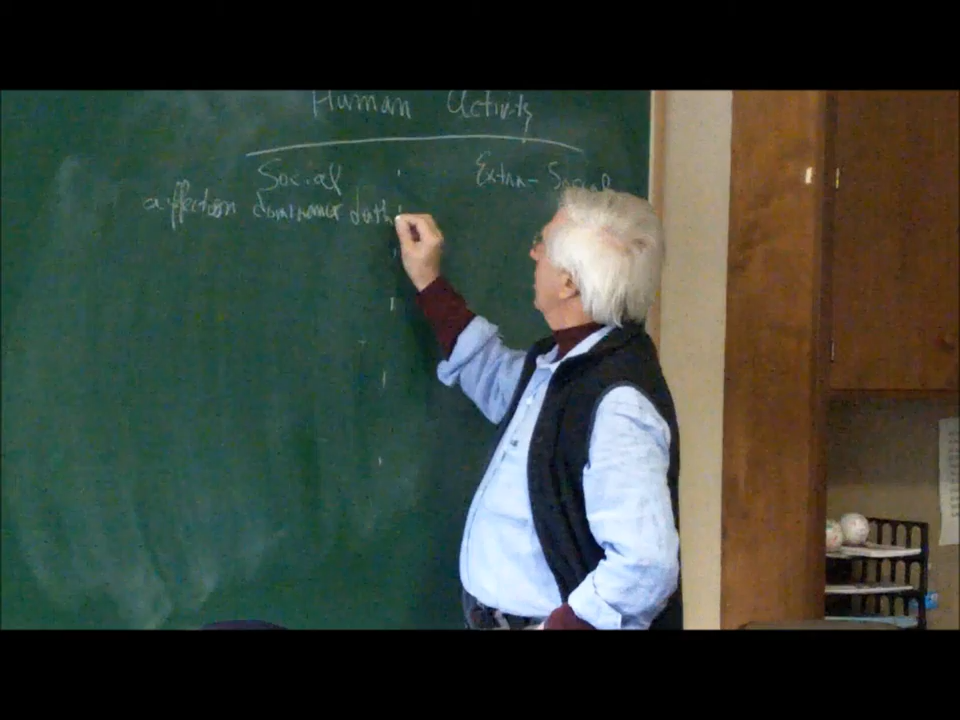 Human Activity
Social Extra- Social
affection dominance